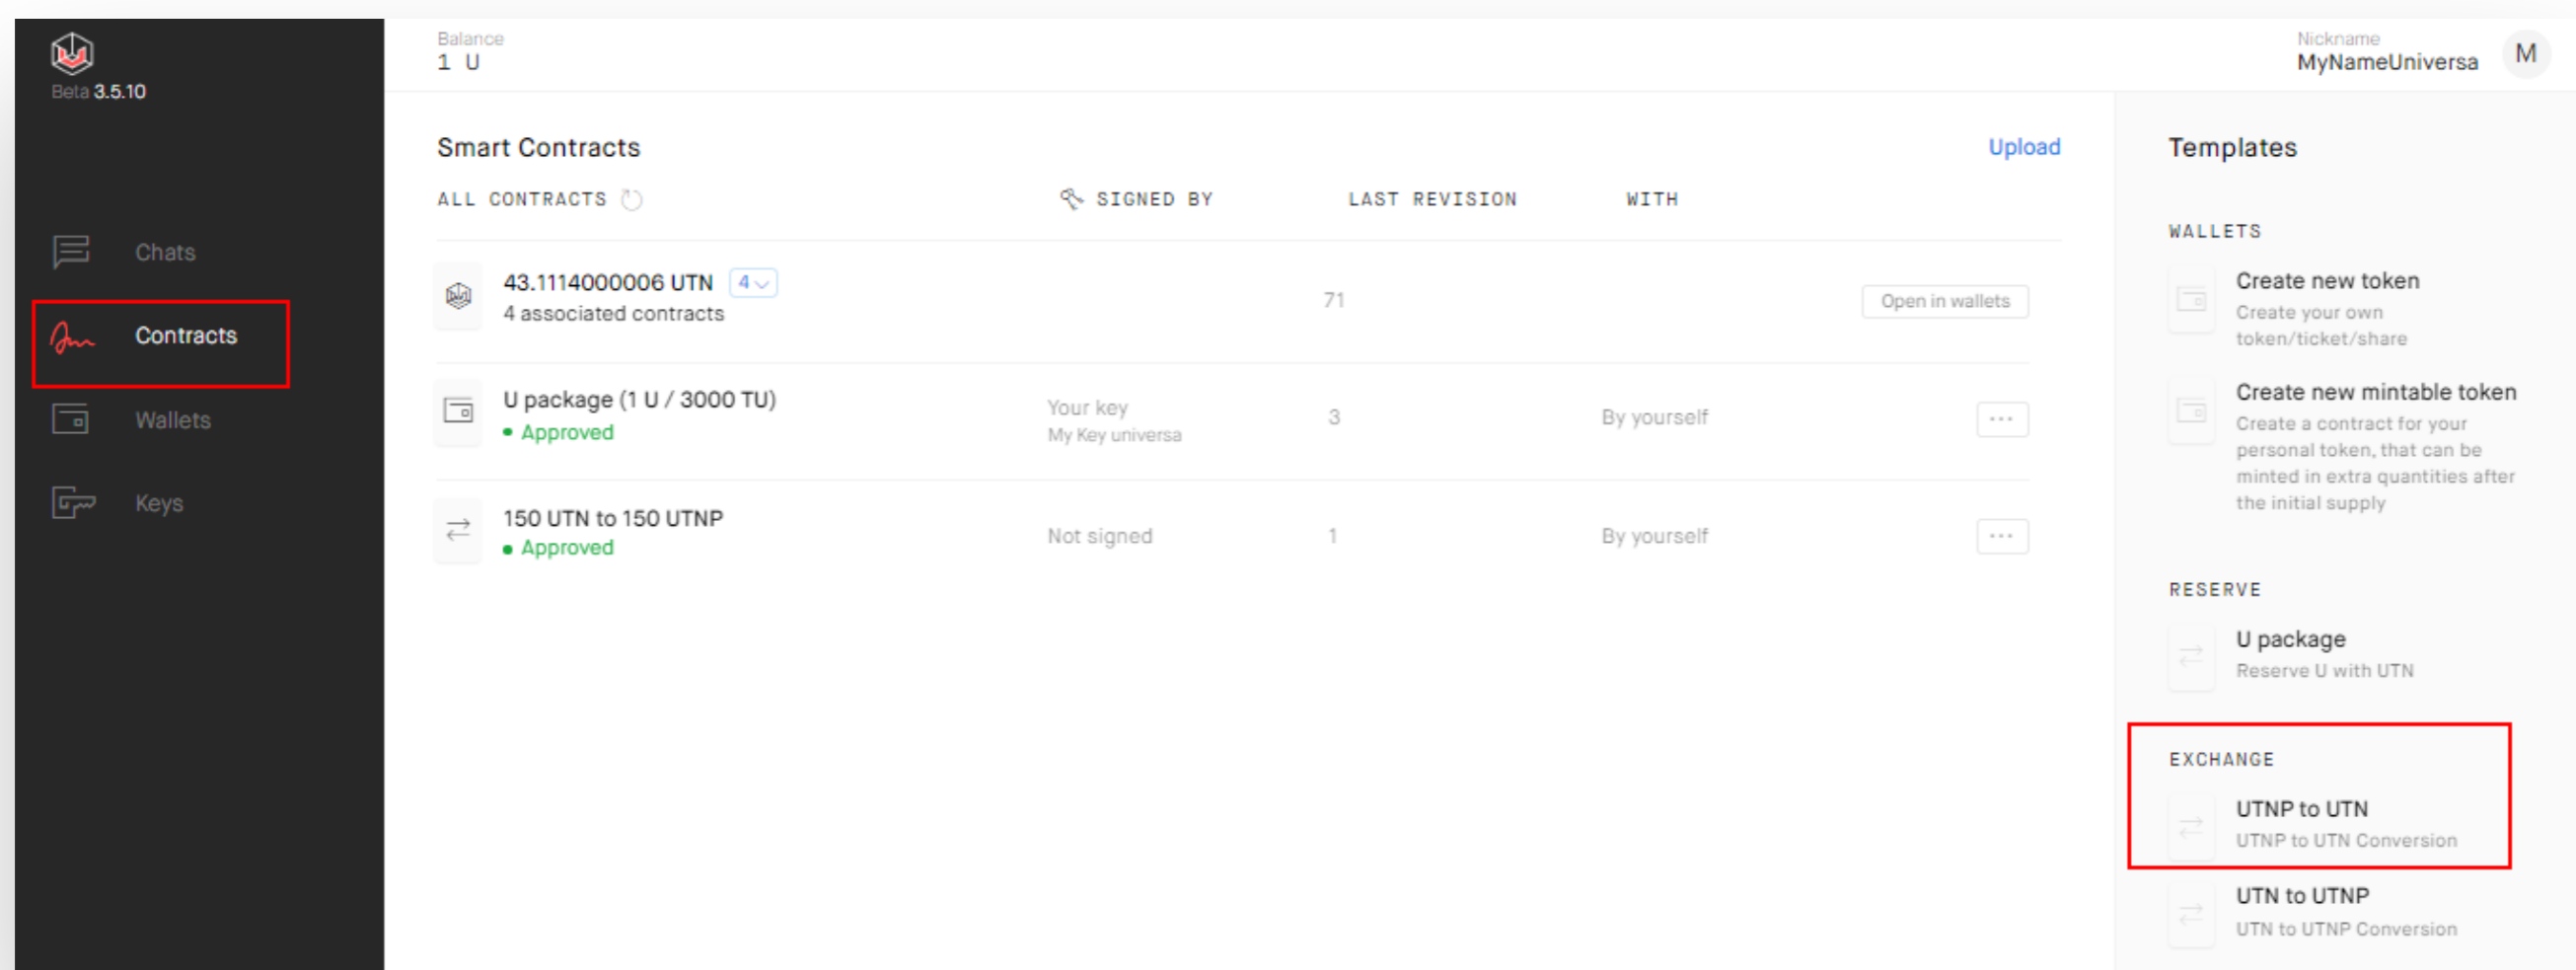 Beta 3.5.10
Chats
Contracts
Wallets
Keys
Balance
1 U
Nickname
MyNameUniversa M
Smart Contracts
Upload
ALL CONTRACTS SIGNED BY LAST REVISION WITH
43.1114000006 UTN 4
4 associated contracts
71
Open in wallets
U package (1 U / 3000 TU)
Approved
Your key
My Key universa
3
By yourself
...
150 UTN to 150 UTNP
Approved
Not signed
1
By yourself
...
Templates
WALLETS
Create new token
Create your own
token/ticket/share
Create new mintable token
Create a contract for your
personal token, that can be
minted in extra quantities after
the initial supply
RESERVE
U package
Reserve U with UTN
EXCHANGE
UTNP to UTN
UTNP to UTN Conversion
UTN to UTNP
UTN to UTNP Conversion